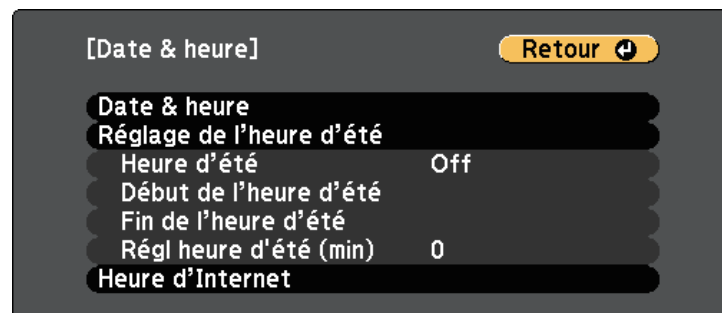 [Date & heure]
Retour
Date & heure
Réglage de l’heure d’été
Heure d’été Off
Début de l’heure d’été
Fin de l’heure d’été
Régl heure d'été (min) 0
Heure d’Internet